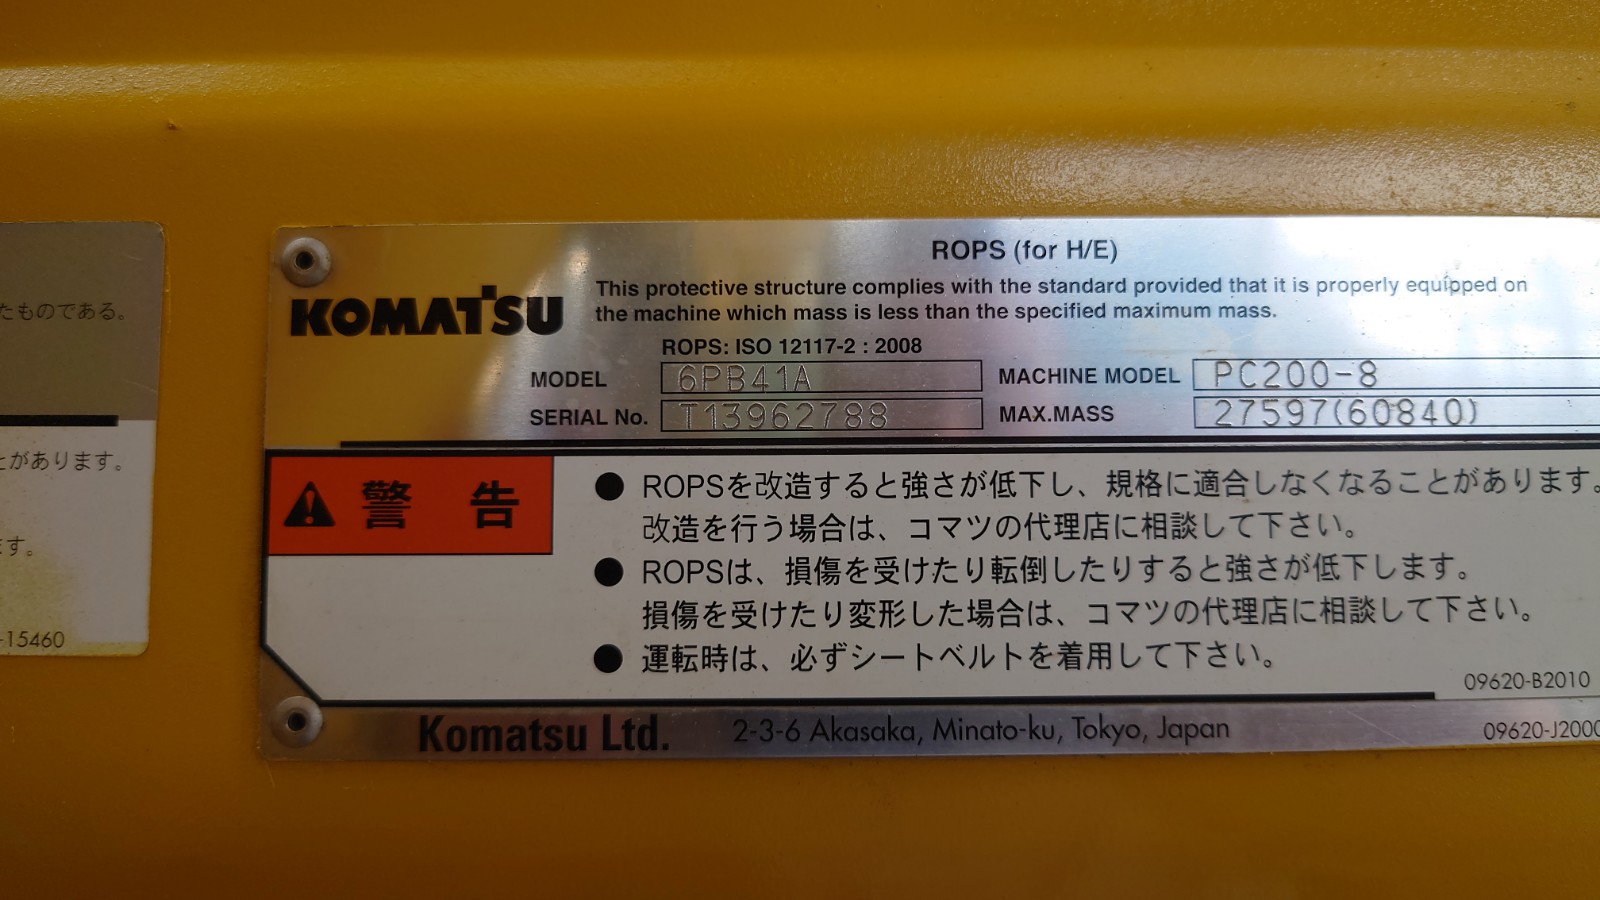 たものである。
とがあります。
ます。
-15460
ROPS (for H/E)
KOMATSU
This protective structure complies with the standard provided that it is properly equipped on
the machine which mass is less than the specified maximum mass.
ROPS: ISO 12117-2 : 2008
MODEL 6PB41A MACHINE MODEL PC200-8
SERIAL No. T13962788 MAX.MASS 27597(60840)
警 告
● ROPSを改造すると強さが低下し、規格に適合しなくなることがあります。
改造を行う場合は、コマツの代理店に相談して下さい。
● ROPSは、損傷を受けたり転倒したりすると強さが低下します。
損傷を受けたり変形した場合は、コマツの代理店に相談して下さい。
● 運転時は、必ずシートベルトを着用して下さい。
09620-B2010
Komatsu Ltd. 2-3-6 Akasaka, Minato-ku, Tokyo, Japan 09620-J2000